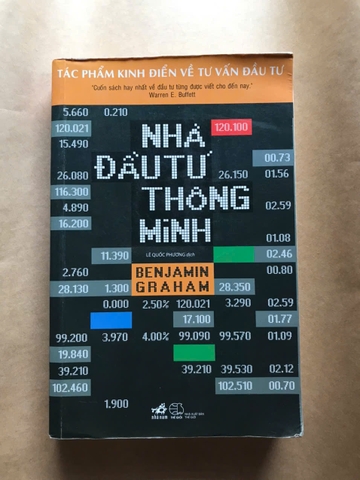 TÁC PHẨM KINH ĐIỂN VỀ TƯ VẤN ĐẦU TƯ
"Cuốn sách hay nhất về đầu tư từng được viết cho đến nay."
Warren E. Buffett
5.660 0.210
120.021 NHÀ 120.100
15.490
ĐẦU TƯ 00.73
26.080 26.150 01.56
116.300 THÔNG
4.890 02.59
16.200 MINH
01.08
11.390 LÊ QUỐC PHƯƠNG dịch 02.46
2.760 BENJAMIN 00.80
28.130 1.300 GRAHAM 28.350
0.000 2.50% 120.021 3.290 02.59
17.100 01.77
99.200 3.970 4.00% 99.090 99.570 01.09
19.840
39.210 39.210 39.530 02.12
102.460 102.510 00.70
1.900
nhã nam